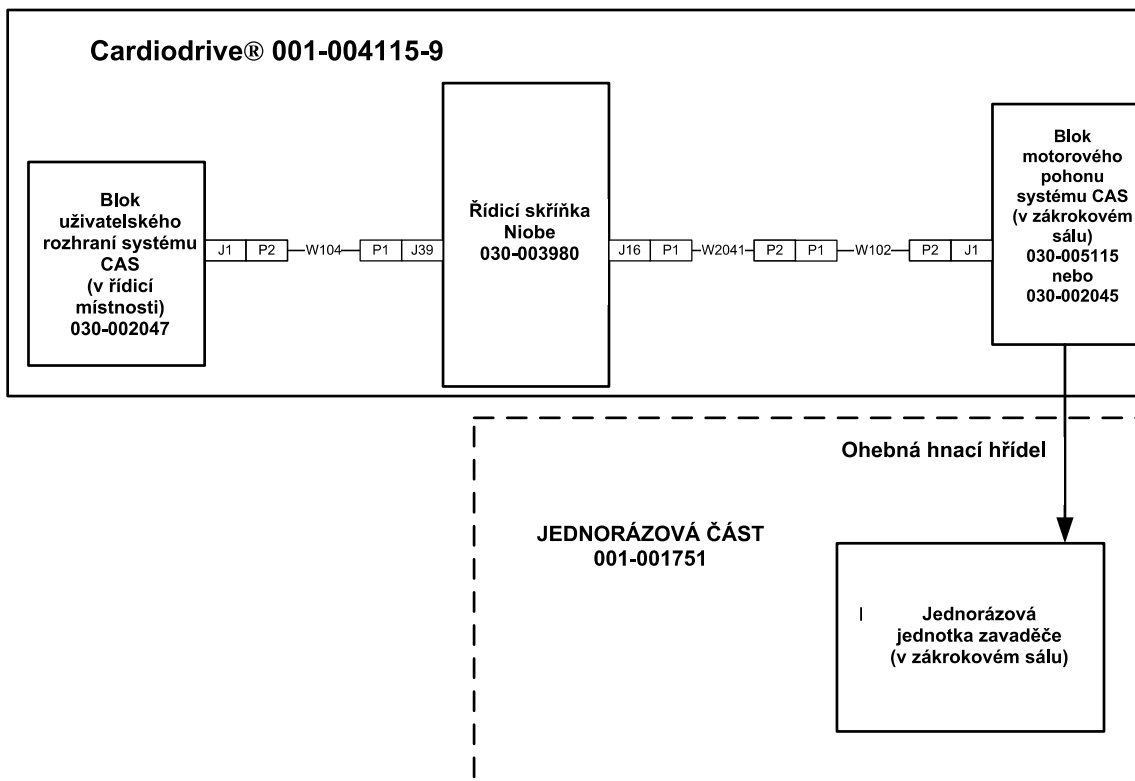 Cardiodrive® 001-004115-9
Blok
uživatelského
rozhraní systému
CAS
(v řídicí
místnosti)
030-002047
J1 P2 W104 P1 J39
Řídicí skříňka
Niobe
030-003980
J16 P1 W2041 P2 P1 W102 P2 J1
Blok
motorového
pohonu
systému CAS
(v zákrokovém
sálu)
030-005115
nebo
030-002045
Ohebná hnací hřídel
JEDNORÁZOVÁ ČÁST
001-001751
I Jednorázová
jednotka zavaděče
(v zákrokovém sálu)